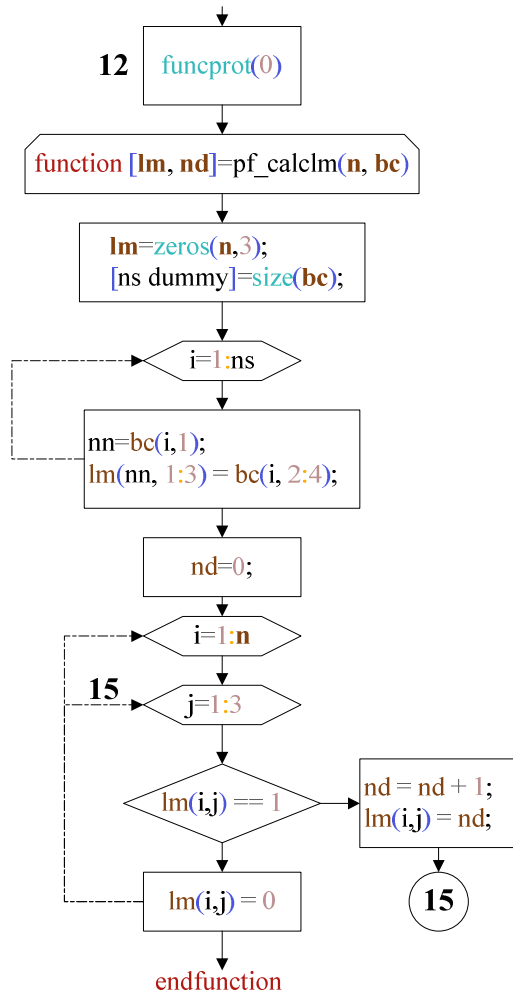 12
funcprot(0)
function [lm, nd]=pf_calclm(n, bc)
lm=zeros(n,3);
[ns dummy]=size(bc);
i=1:ns
nn=bc(i,1);
lm(nn, 1:3) = bc(i, 2:4);
nd=0;
i=1:n
15
j=1:3
lm(i,j) == 1
nd = nd + 1;
lm(i,j) = nd;
15
lm(i,j) = 0
endfunction